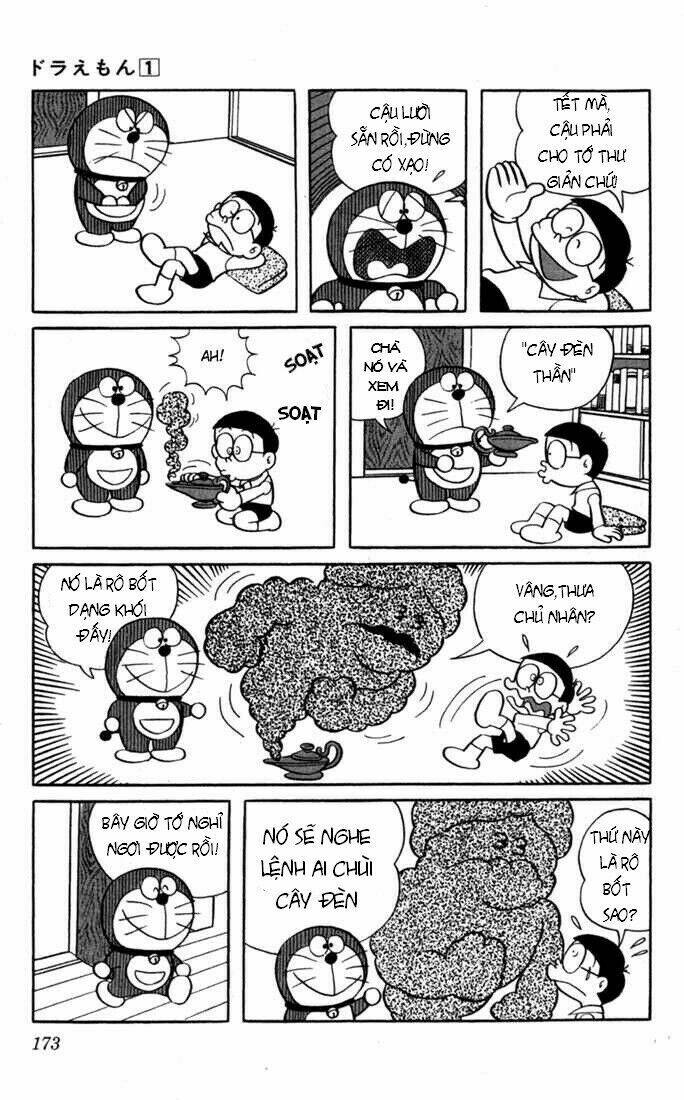 ドラえもん1
TẾT MÀ,
CẬU PHẢI
CHO TỚ THƯ
GIẢN CHỨ!
CẬU LƯỜI
SẴN RỒI,ĐỪNG
CÓ XẠO!
"CÂY ĐÈN
THẦN"
CHÀ
NÓ VÀ
XEM
ĐI!
SOẠT
SOẠT
AH!
VÂNG,THƯA
CHỦ NHÂN?
NÓ LÀ RÔ BỐT
DẠNG KHÓI
ĐẤY!
THỨ NÀY
LÀ RÔ
BỐT
SAO?
NÓ SẼ NGHE
LỆNH AI CHÙI
CÂY ĐÈN
BÂY GIỜ TỚ NGHỈ
NGƠI ĐƯỢC RỒI!
173